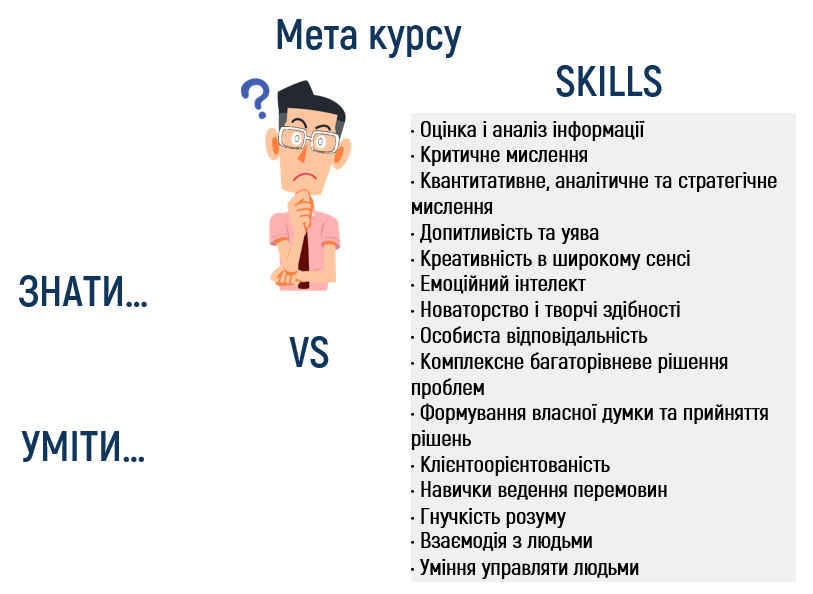 Мета курсу
SKILLS
ЗНАТИ...
VS
УМІТИ...
· Оцінка і аналіз інформації
· Критичне мислення
· Квантитативне, аналітичне та стратегічне
мислення
· Допитливість та уява
· Креативність в широкому сенсі
· Емоційний інтелект
· Новаторство і творчі здібності
· Особиста відповідальність
· Комплексне багаторівневе рішення
проблем
· Формування власної думки та прийняття
рішень
· Клієнтоорієнтованість
· Навички ведення перемовин
· Гнучкість розуму
· Взаємодія з людьми
· Уміння управляти людьми